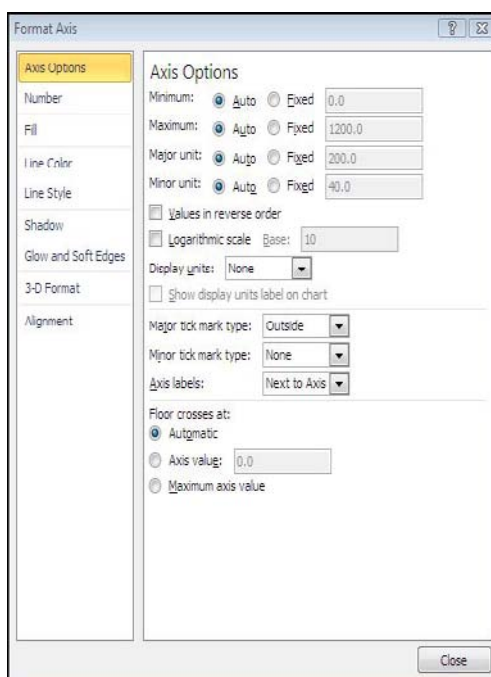 Format Axis
Axis Options
Number
Fill
Line Color
Line Style
Shadow
Glow and Soft Edges
3-D Format
Alignment
Axis Options
Minimum: Auto Fixed 0.0
Maximum: Auto Fixed 1200.0
Major unit: Auto Fixed 200.0
Minor unit: Auto Fixed 40.0
Values in reverse order
Logarithmic scale Base: 10
Display units: None
Show display units label on chart
Major tick mark type: Outside
Minor tick mark type: None
Axis labels: Next to Axis
Floor crosses at:
Automatic
Axis value: 0.0
Maximum axis value
Close